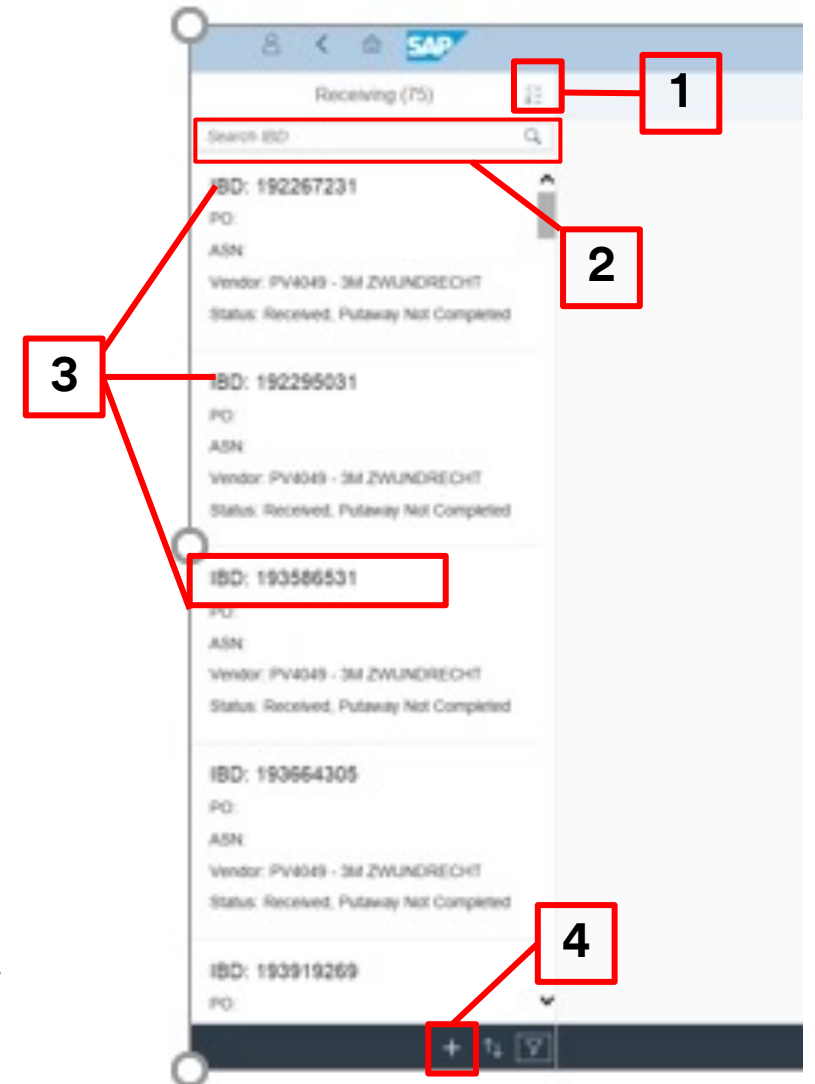 SAP
Receiving (75)
1
Search IBD
IBD: 192267231
PO:
ASN:
Vendor: PV4049 - 3M ZWIJNDRECHT
Status: Received, Putaway Not Completed
2
3
IBD: 192295031
PO:
ASN:
Vendor: PV4049 - 3M ZWIJNDRECHT
Status: Received, Putaway Not Completed
IBD: 193586531
PO:
ASN:
Vendor: PV4049 - 3M ZWIJNDRECHT
Status: Received, Putaway Not Completed
IBD: 193664305
PO:
ASN:
Vendor: PV4049 - 3M ZWIJNDRECHT
Status: Received, Putaway Not Completed
4
IBD: 193919269
PO: